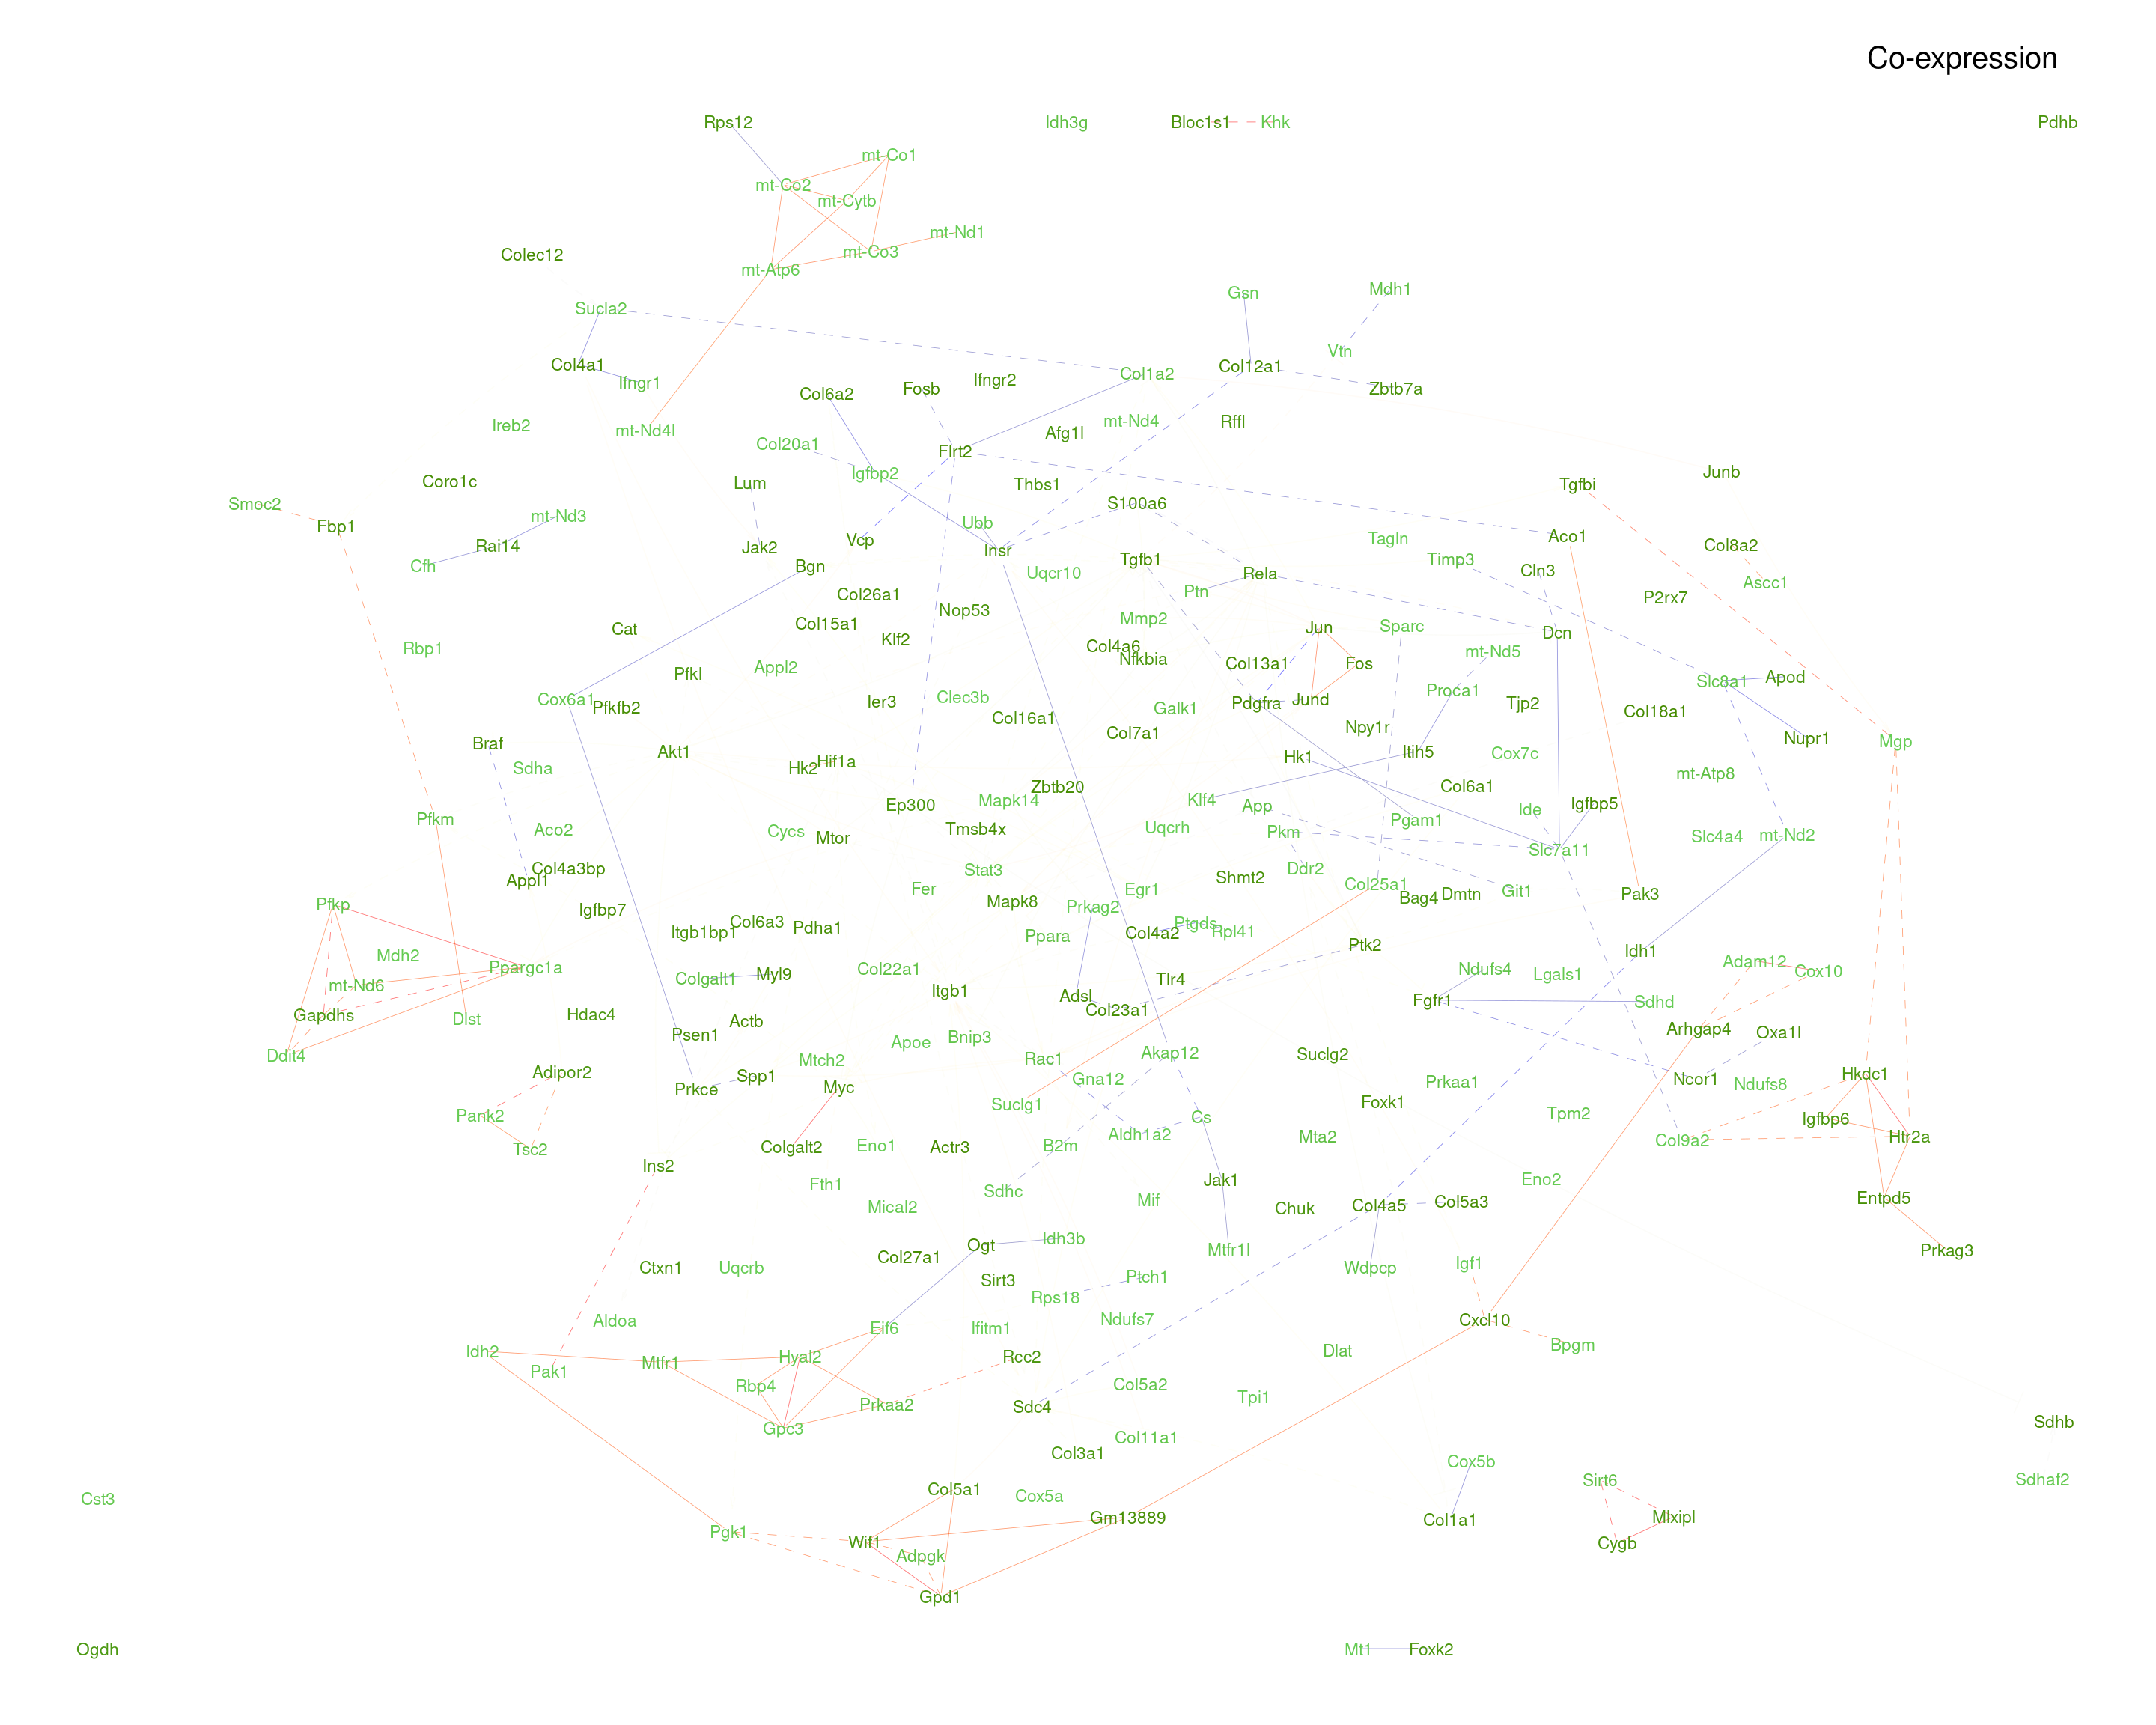 Co-expression
Rps12
Idh3g
Bloc1s1
Khk
Pdhb
mt-Co1
mt-Co2
mt-Cytb
mt-Nd1
mt-Co3
Colec12
mt-Atp6
Mdh1
Gsn
Sucla2
Vtn
Col4a1
Col12a1
Col1a2
Ifngr2
Ifngr1
Fosb
Zbtb7a
Col6a2
mt-Nd4
Rffl
Ireb2
mt-Nd4l
Afg1l
Col20a1
Flrt2
Igfbp2
Junb
Coro1c
Lum
Thbs1
Tgfbi
Smoc2
S100a6
mt-Nd3
Ubb
Fbp1
Aco1
Tagln
Vcp
Rai14
Jak2
Insr
Col8a2
Tgfb1
Timp3
Cfh
Bgn
Uqcr10
Rela
Cln3
Ascc1
Ptn
Col26a1
P2rx7
Nop53
Mmp2
Col15a1
Cat
Jun
Sparc
Dcn
Klf2
Col4a6
Rbp1
mt-Nd5
Nfkbia
Col13a1
Fos
Appl2
Pfkl
Apod
Slc8a1
Proca1
Clec3b
Cox6a1
Ier3
Jund
Pdgfra
Tjp2
Pfkfb2
Galk1
Col18a1
Col16a1
Npy1r
Col7a1
Nupr1
Mgp
Braf
Akt1
Itih5
Cox7c
Hk1
Hif1a
Hk2
Sdha
mt-Atp8
Zbtb20
Col6a1
Mapk14
Klf4
Igfbp5
Ep300
App
Ide
Pfkm
Pgam1
Tmsb4x
Uqcrh
Aco2
Cycs
Pkm
mt-Nd2
Slc4a4
Mtor
Slc7a11
Col4a3bp
Stat3
Ddr2
Shmt2
Appl1
Col25a1
Fer
Egr1
Git1
Pak3
Dmtn
Bag4
Mapk8
Pfkp
Prkag2
Igfbp7
Col6a3
Ptgds
Pdha1
Itgb1bp1
Col4a2
Rpl41
Ppara
Ptk2
Idh1
Mdh2
Adam12
Ppargc1a
Col22a1
Ndufs4
Cox10
Myl9
Lgals1
Colgalt1
Tlr4
mt-Nd6
Itgb1
Adsl
Fgfr1
Sdhd
Col23a1
Gapdhs
Hdac4
Dlst
Actb
Arhgap4
Oxa1l
Psen1
Bnip3
Apoe
Akap12
Suclg2
Ddit4
Rac1
Mtch2
Adipor2
Hkdc1
Spp1
Gna12
Ncor1
Prkaa1
Ndufs8
Myc
Prkce
Foxk1
Suclg1
Tpm2
Pank2
Cs
Igfbp6
Aldh1a2
Mta2
Htr2a
Col9a2
Eno1
Actr3
B2m
Colgalt2
Tsc2
Ins2
Eno2
Jak1
Fth1
Sdhc
Entpd5
Mif
Col5a3
Col4a5
Mical2
Chuk
Idh3b
Ogt
Mtfr1l
Prkag3
Col27a1
Igf1
Ctxn1
Uqcrb
Wdpcp
Ptch1
Sirt3
Rps18
Aldoa
Ndufs7
Cxcl10
Eif6
Ifitm1
Bpgm
Idh2
Dlat
Hyal2
Rcc2
Mtfr1
Pak1
Rbp4
Col5a2
Tpi1
Prkaa2
Sdc4
Sdhb
Gpc3
Col11a1
Col3a1
Cox5b
Sirt6
Sdhaf2
Col5a1
Cox5a
Cst3
Gm13889
Mlxipl
Col1a1
Pgk1
Wif1
Cygb
Adpgk
Gpd1
Ogdh
Mt1
Foxk2